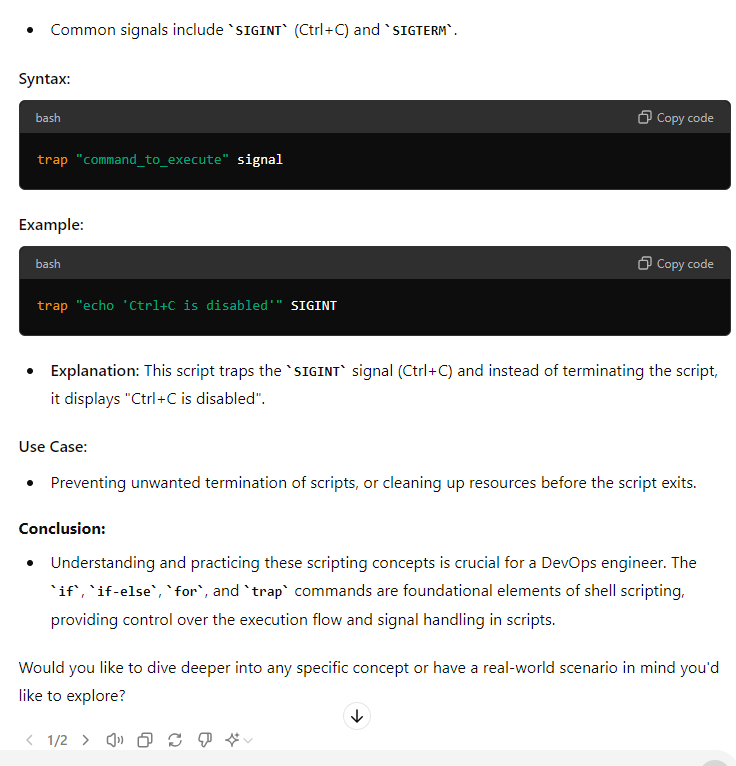 • Common signals include `SIGINT` (Ctrl+C) and `SIGTERM`.
Syntax:
bash
Copy code
trap "command_to_execute" signal
Example:
bash
Copy code
trap "echo 'Ctrl+C is disabled'" SIGINT
• Explanation: This script traps the `SIGINT` signal (Ctrl+C) and instead of terminating the script,
it displays "Ctrl+C is disabled".
Use Case:
• Preventing unwanted termination of scripts, or cleaning up resources before the script exits.
Conclusion:
• Understanding and practicing these scripting concepts is crucial for a DevOps engineer. The
`if`, `if-else`, `for`, and `trap` commands are foundational elements of shell scripting,
providing control over the execution flow and signal handling in scripts.
Would you like to dive deeper into any specific concept or have a real-world scenario in mind you'd
like to explore?
1/2